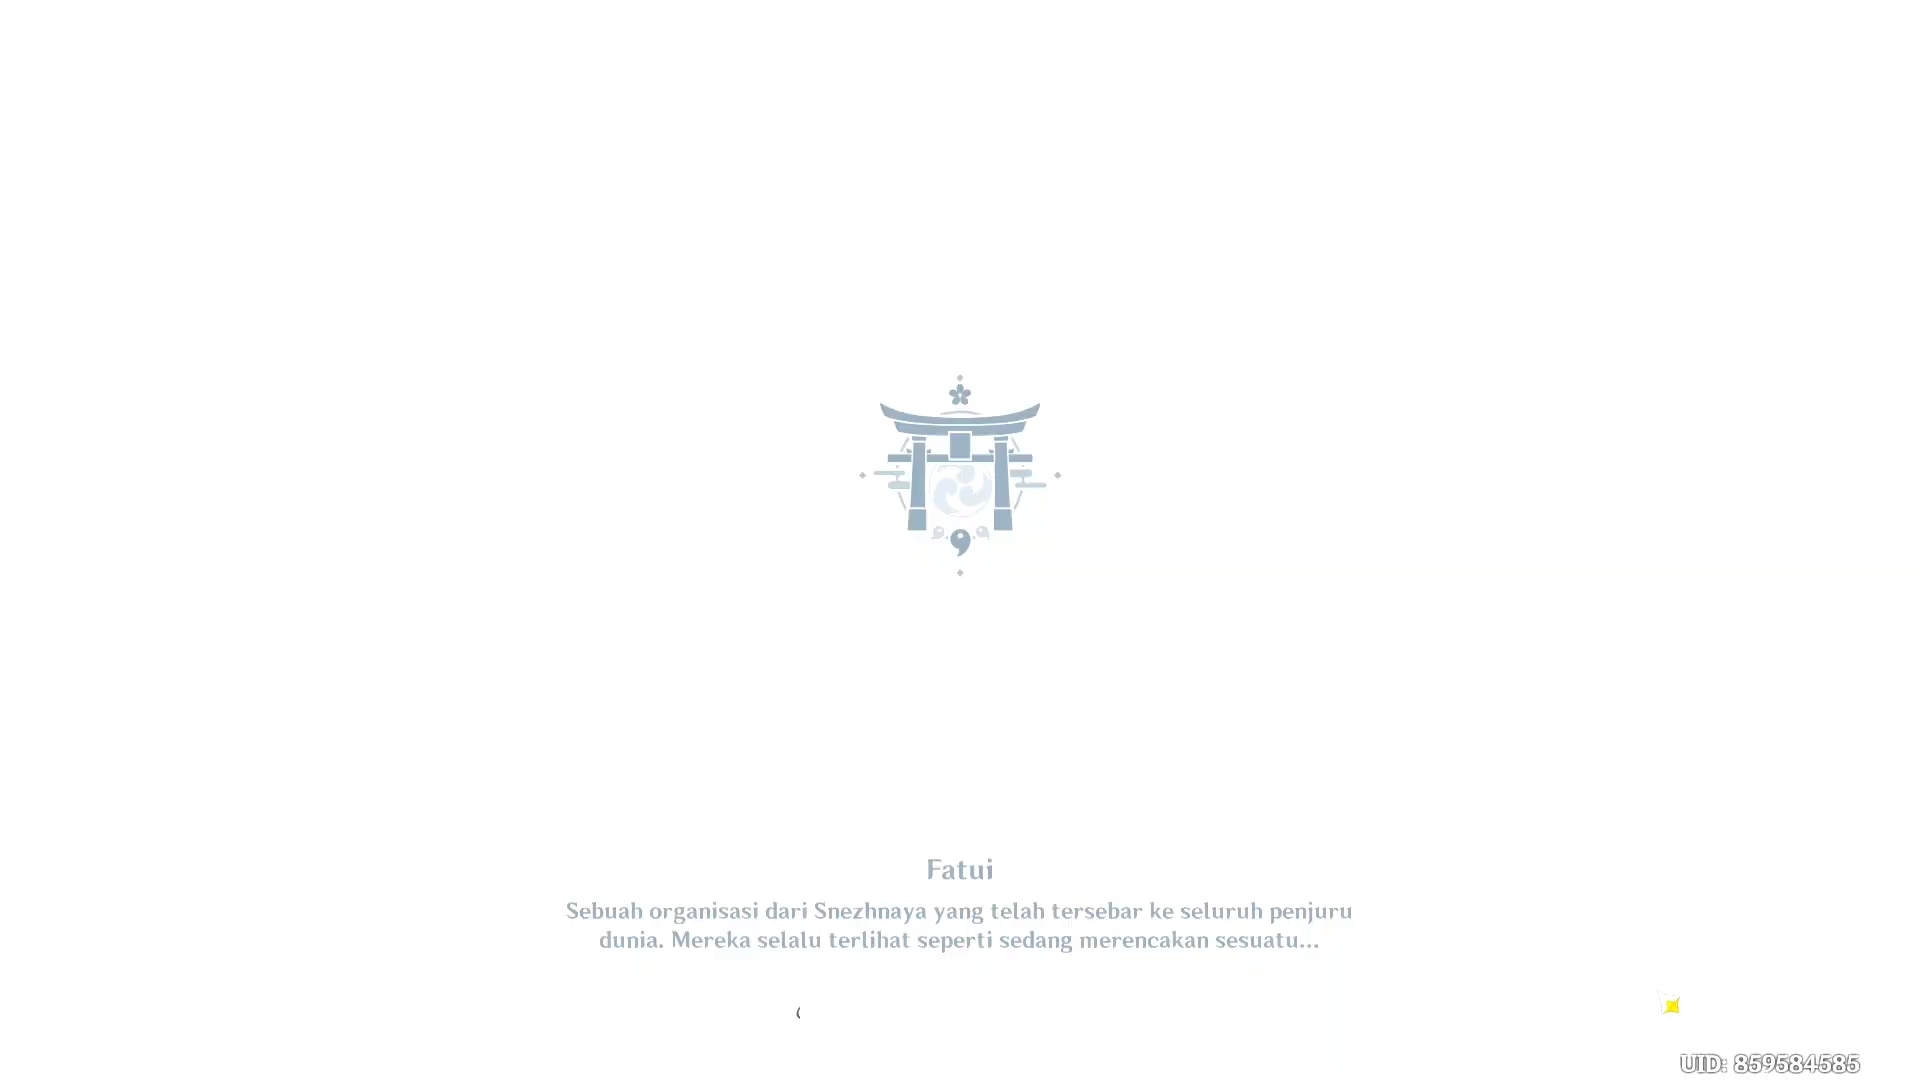 Fatui
Sebuah organisasi dari Snezhnaya yang telah tersebar ke seluruh penjuru
dunia. Mereka selalu terlihat seperti sedang merencakan sesuatu...
UID: 859584585